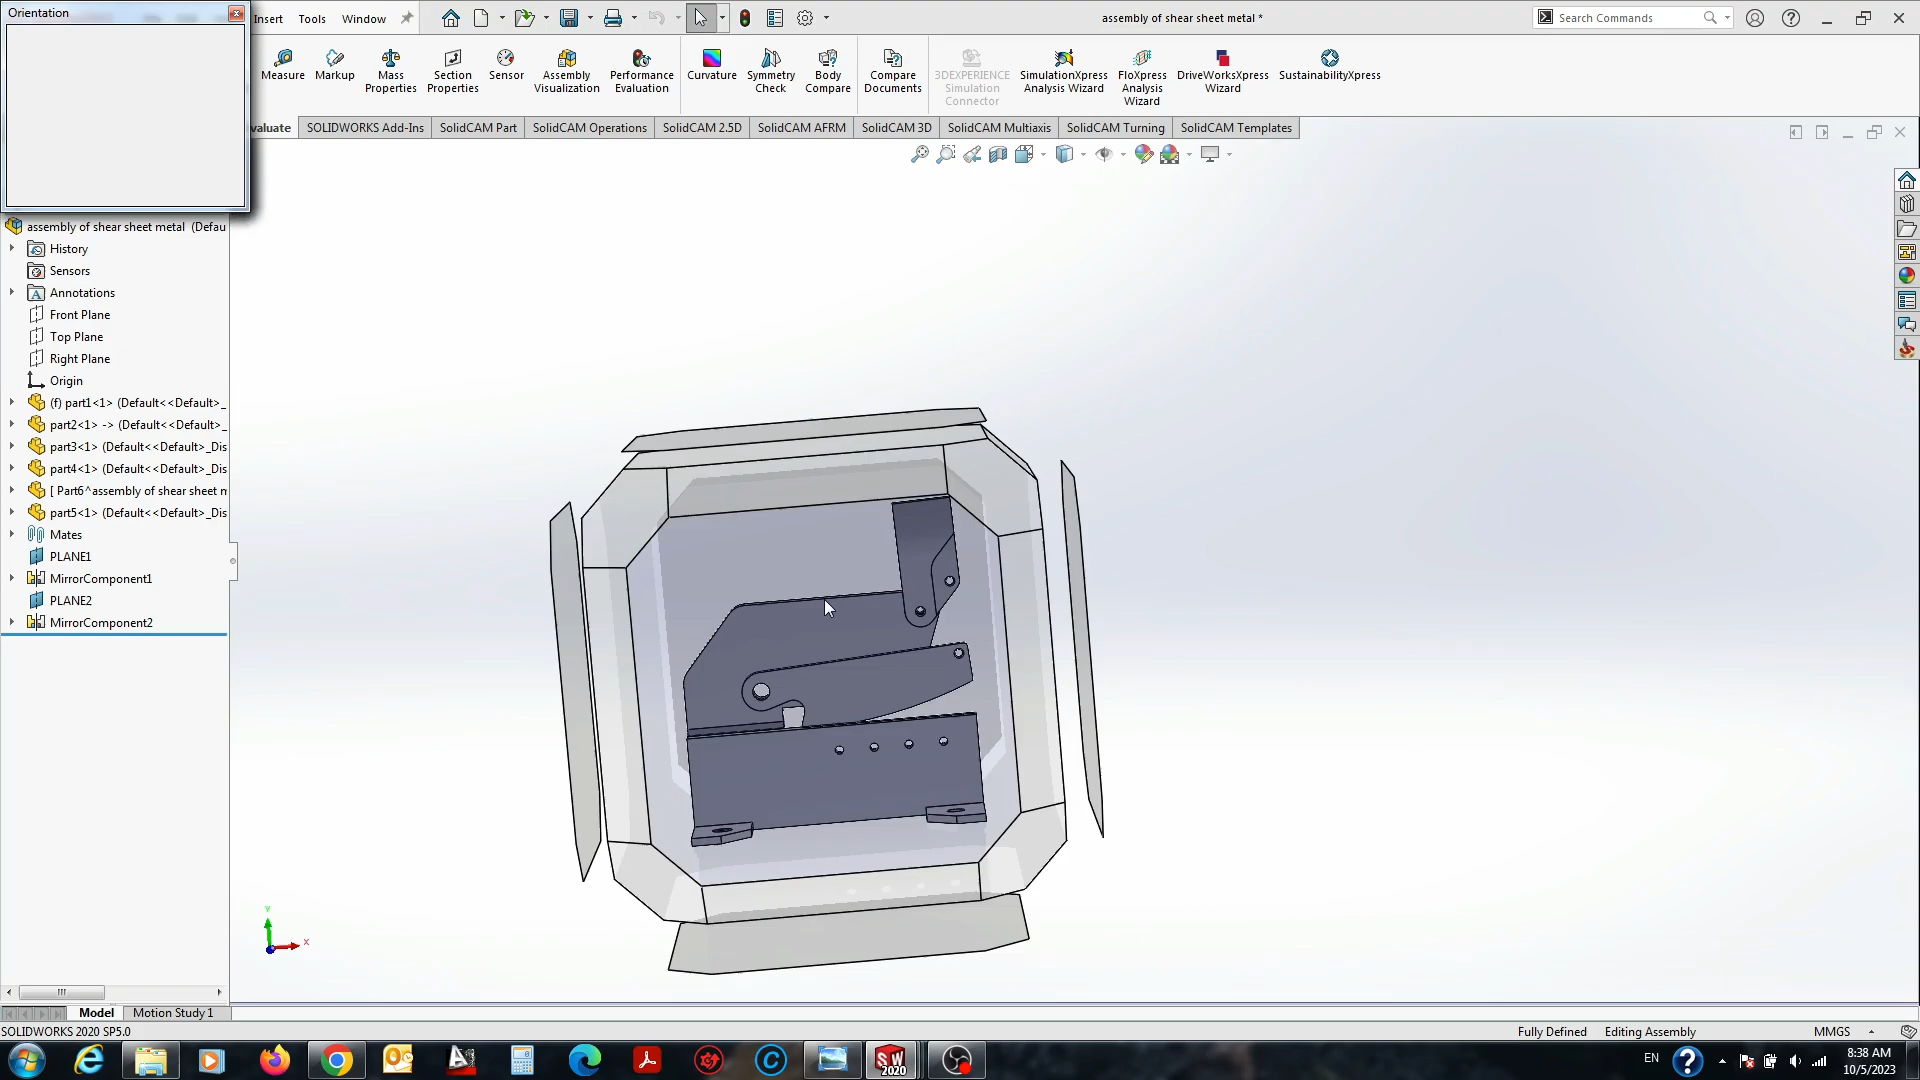 Orientation
Insert Tools Window
assembly of shear sheet metal *
Search Commands
Measure
Markup
Mass
Properties
Section
Properties
Sensor
Assembly
Visualization
Performance
Evaluation
Curvature
Symmetry
Check
Body
Compare
Compare
Documents
3DEXPERIENCE
Simulation
Connector
SimulationXpress
Analysis Wizard
FloXpress
Analysis
Wizard
DriveWorksXpress
Wizard
SustainabilityXpress
valuate SOLIDWORKS Add-Ins SolidCAM Part SolidCAM Operations SolidCAM 2.5D SolidCAM AFRM SolidCAM 3D SolidCAM Multiaxis SolidCAM Turning SolidCAM Templates
assembly of shear sheet metal (Defau
History
Sensors
Annotations
Front Plane
Top Plane
Right Plane
Origin
(f) part1<1> (Default<<Default>_
part2<1> -> (Default<<Default>_
part3<1> (Default<<Default>_Dis
part4<1> (Default<<Default>_Dis
[ Part6^assembly of shear sheet m
part5<1> (Default<<Default>_Dis
Mates
PLANE1
MirrorComponent1
PLANE2
MirrorComponent2
Y
X
Model Motion Study 1
SOLIDWORKS 2020 SP5.0
Fully Defined Editing Assembly MMGS
SW
2020
EN
8:38 AM
10/5/2023